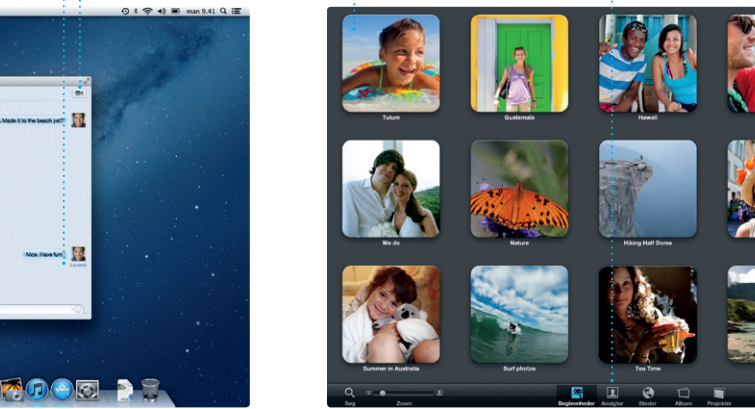 man 9.41
Made it to the beach yet?
Nice. Have fun!
Tulum
Guatemala
Hawaii
We do
Nature
Hiking Half Dome
Summer in Australia
Surf photos
Tea Time
Søg
Zoom
Begivenheder
Ansigter
Steder
Album
Projekter